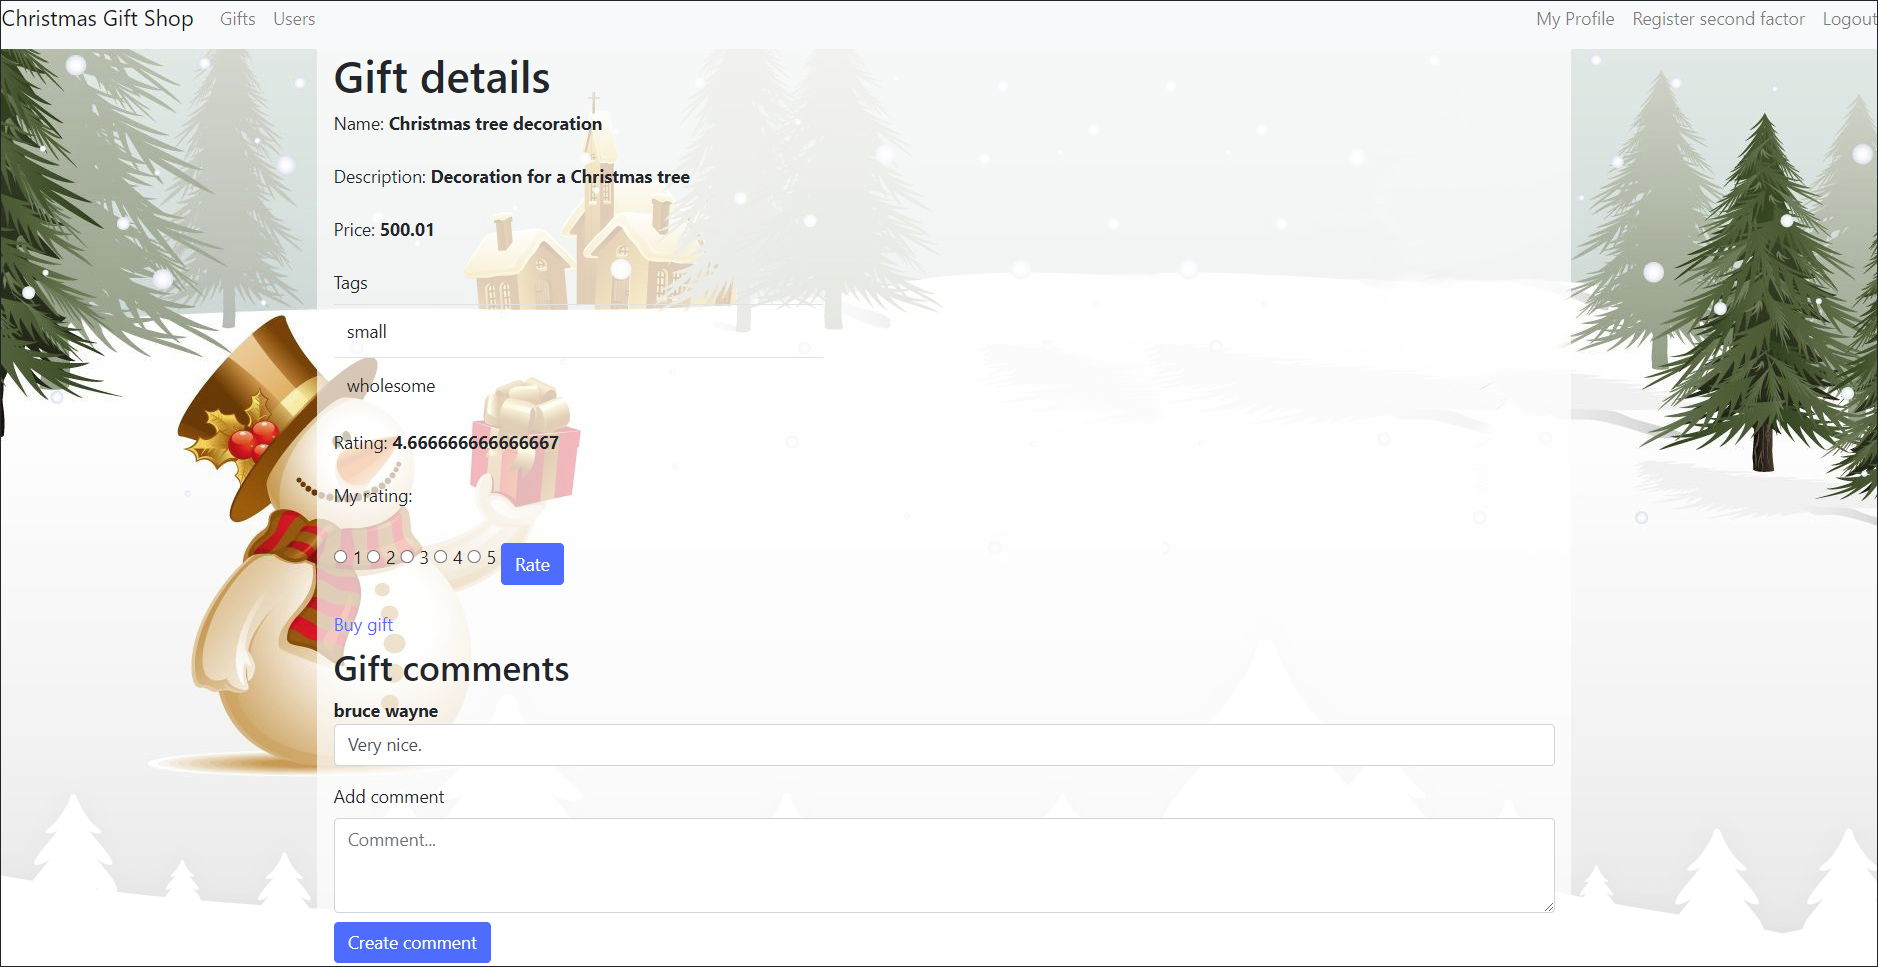 Christmas Gift Shop Gifts Users My Profile Register second factor Logout
Gift details
Name: Christmas tree decoration
Description: Decoration for a Christmas tree
Price: 500.01
Tags
small
wholesome
Rating: 4.666666666666667
My rating:
1 2 3 4 5 Rate
Buy gift
Gift comments
bruce wayne
Very nice.
Add comment
Comment...
Create comment